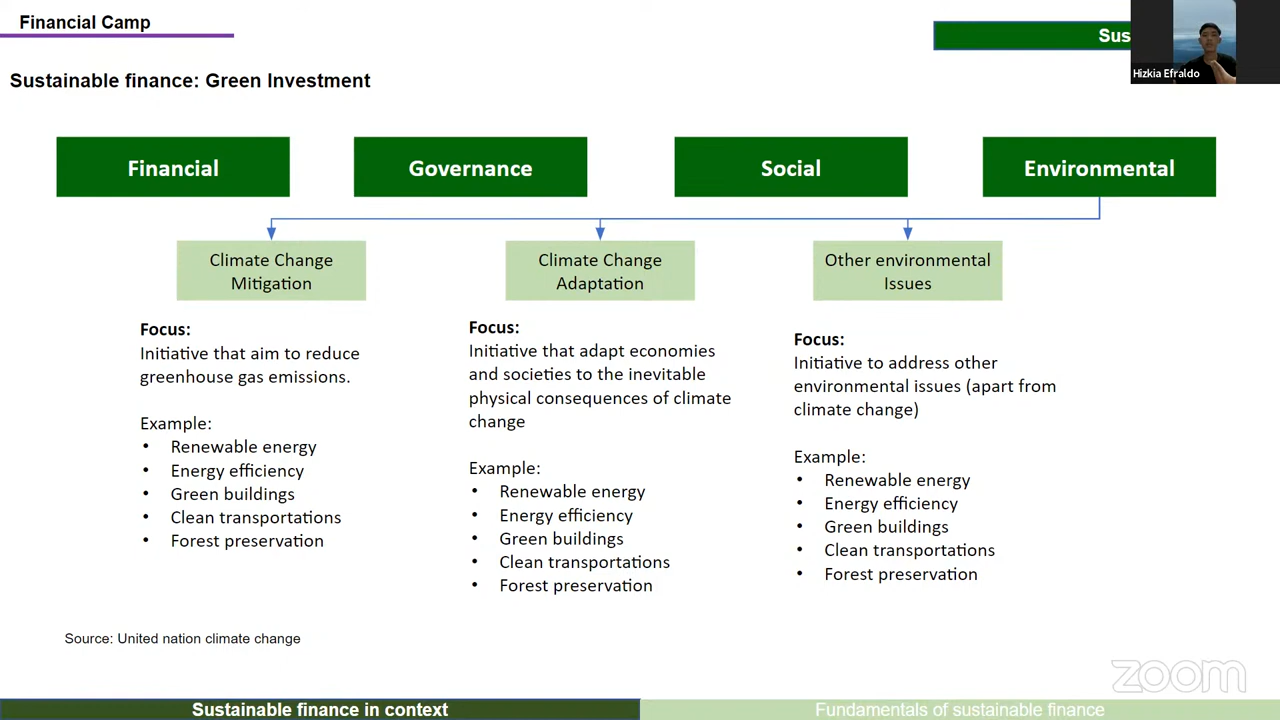 Financial Camp
Sus
Hizkia Efraldo
Sustainable finance: Green Investment
Financial
Governance
Social
Environmental
Climate Change
Mitigation
Focus:
Initiative that aim to reduce
greenhouse gas emissions.
Example:
• Renewable energy
• Energy efficiency
• Green buildings
• Clean transportations
• Forest preservation
Climate Change
Adaptation
Focus:
Initiative that adapt economies
and societies to the inevitable
physical consequences of climate
change
Example:
• Renewable energy
• Energy efficiency
• Green buildings
• Clean transportations
• Forest preservation
Other environmental
Issues
Focus:
Initiative to address other
environmental issues (apart from
climate change)
Example:
• Renewable energy
• Energy efficiency
• Green buildings
• Clean transportations
• Forest preservation
Source: United nation climate change
zoom
Sustainable finance in context
Fundamentals of sustainable finance